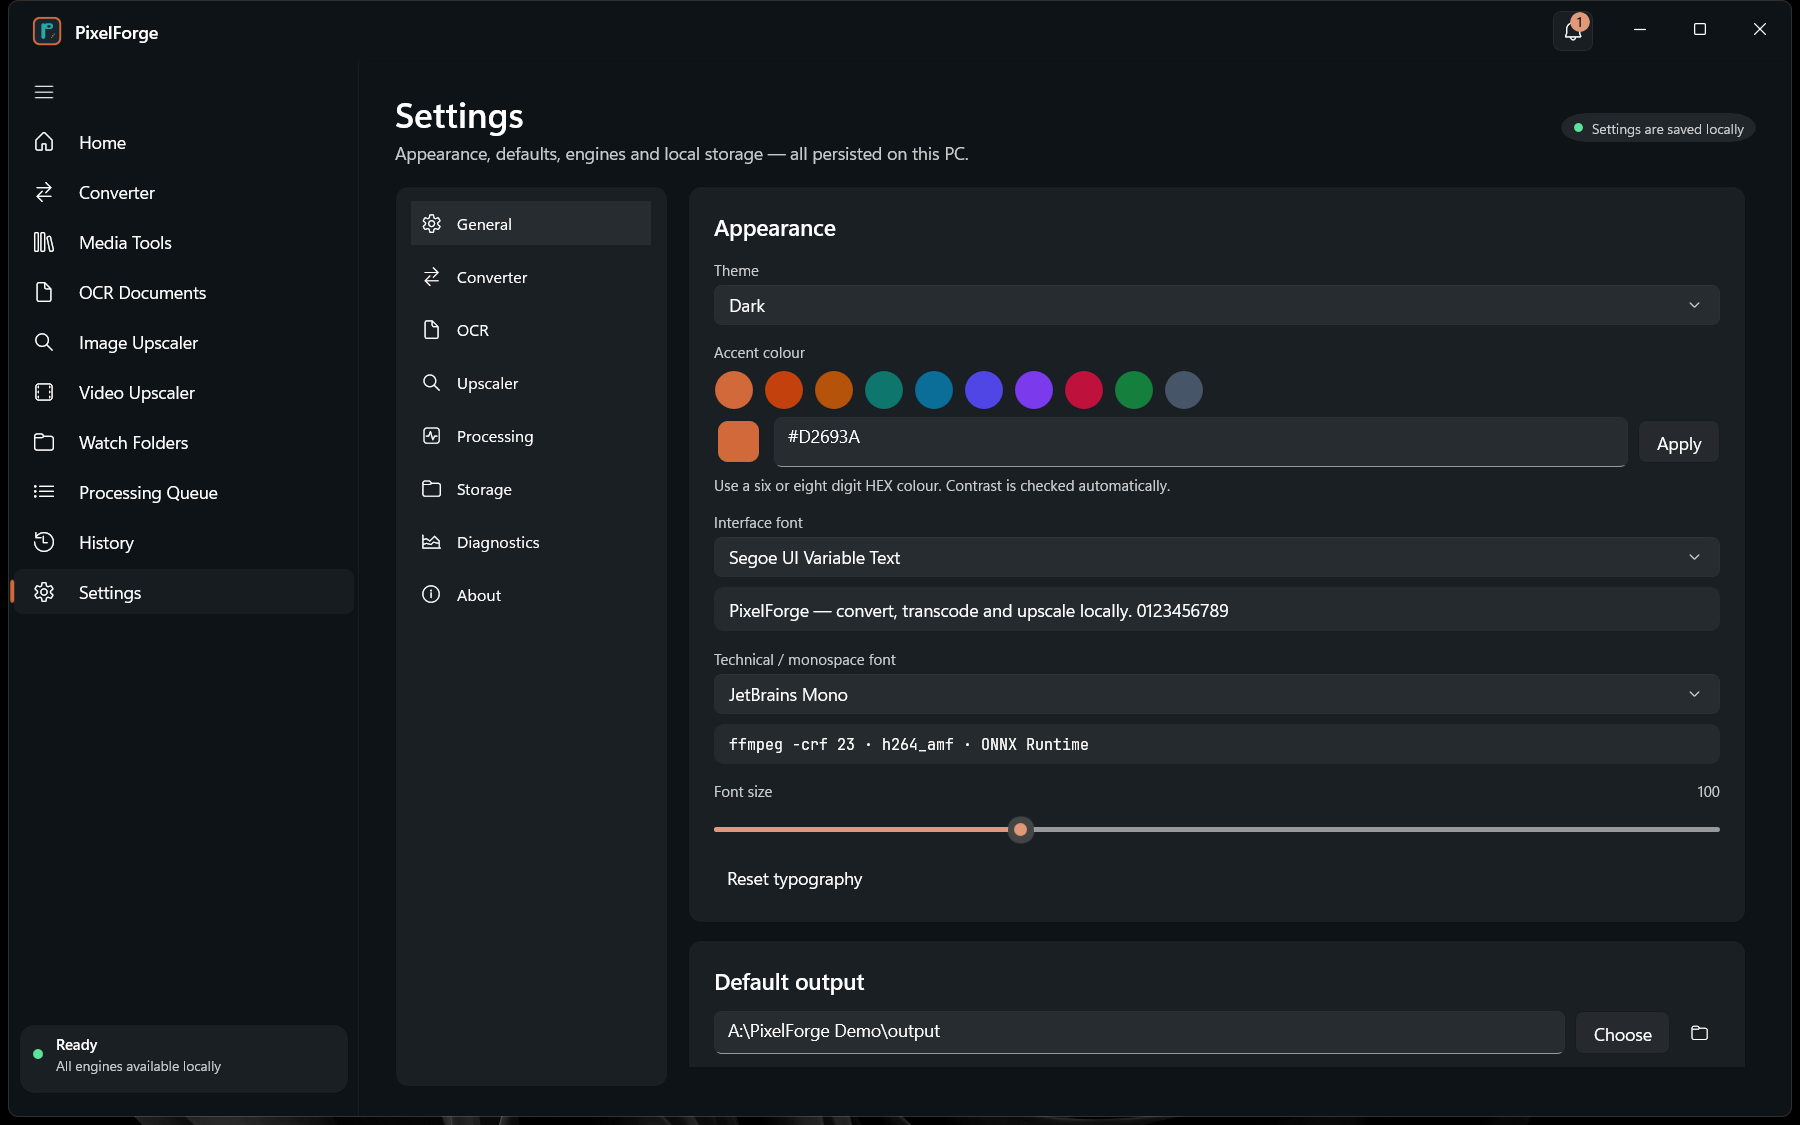 PixelForge
1
Home
Converter
Media Tools
OCR Documents
Image Upscaler
Video Upscaler
Watch Folders
Processing Queue
History
Settings
Ready
All engines available locally
Settings
Appearance, defaults, engines and local storage — all persisted on this PC.
Settings are saved locally
General
Converter
OCR
Upscaler
Processing
Storage
Diagnostics
About
Appearance
Theme
Dark
Accent colour
#D2693A
Apply
Use a six or eight digit HEX colour. Contrast is checked automatically.
Interface font
Segoe UI Variable Text
PixelForge — convert, transcode and upscale locally. 0123456789
Technical / monospace font
JetBrains Mono
ffmpeg -crf 23 · h264_amf · ONNX Runtime
Font size
100
Reset typography
Default output
A:\PixelForge Demo\output
Choose